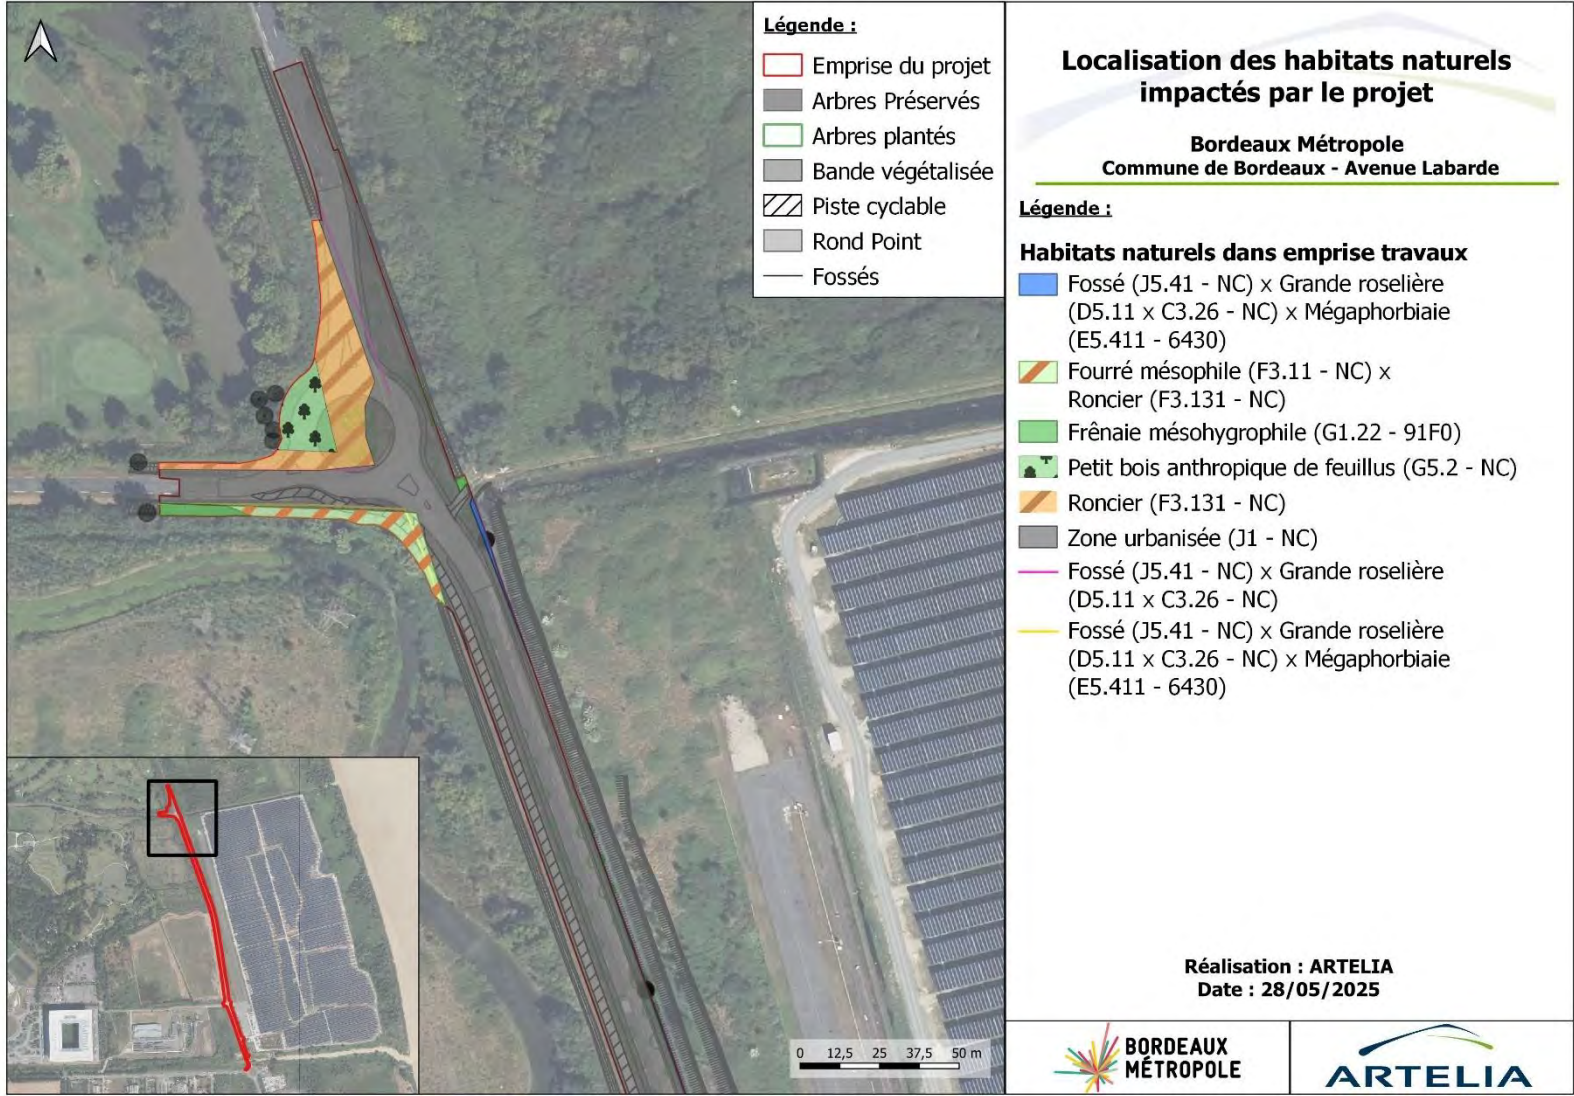 Légende :
Emprise du projet
Arbres Préservés
Arbres plantés
Bande végétalisée
Piste cyclable
Rond Point
Fossés
Localisation des habitats naturels
impactés par le projet
Bordeaux Métropole
Commune de Bordeaux - Avenue Labarde
Légende :
Habitats naturels dans emprise travaux
Fossé (J5.41 - NC) x Grande roselière
(D5.11 x C3.26 - NC) x Mégaphorbiaie
(E5.411 - 6430)
Fourré mésophile (F3.11 - NC) x
Roncier (F3.131 - NC)
Frênaie mésohygrophile (G1.22 - 91F0)
Petit bois anthropique de feuillus (G5.2 - NC)
Roncier (F3.131 - NC)
Zone urbanisée (J1 - NC)
Fossé (J5.41 - NC) x Grande roselière
(D5.11 x C3.26 - NC)
Fossé (J5.41 - NC) x Grande roselière
(D5.11 x C3.26 - NC) x Mégaphorbiaie
(E5.411 - 6430)
0 12,5 25 37,5 50 m
Réalisation : ARTELIA
Date : 28/05/2025
BORDEAUX
MÉTROPOLE
ARTELIA